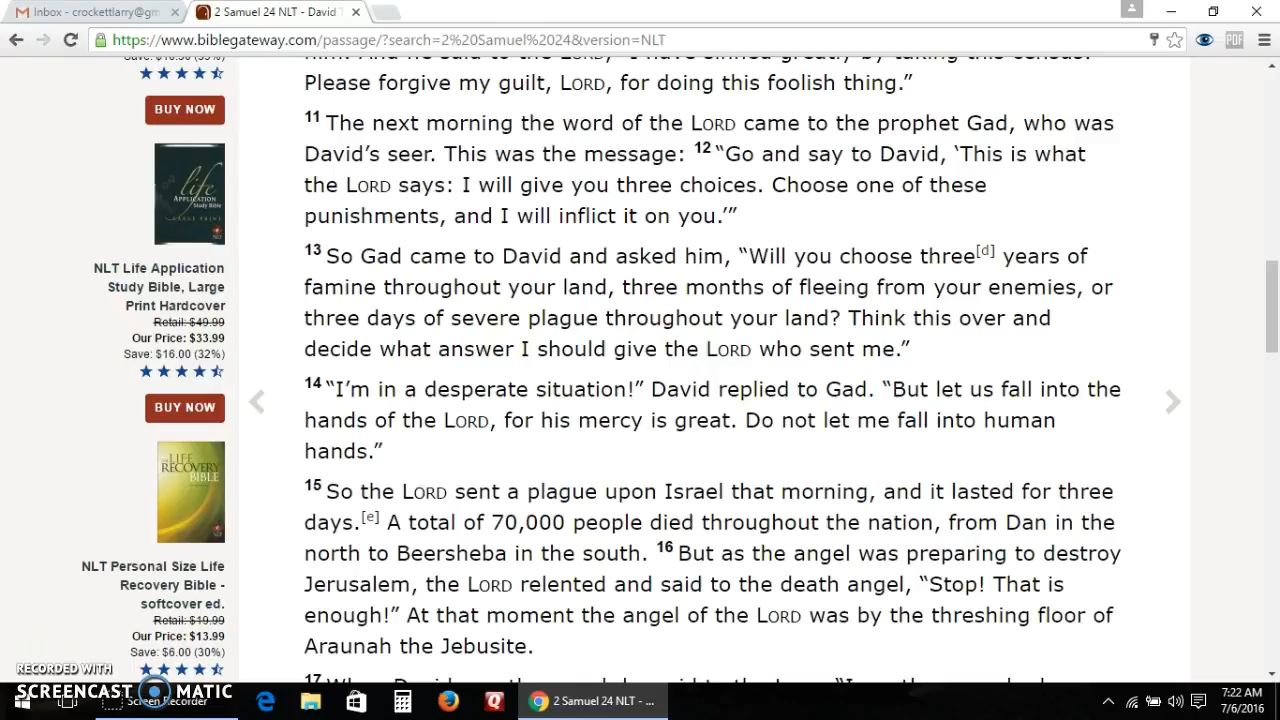 Inbox - crockettlarry@gm
2 Samuel 24 NLT - David T
https://www.biblegateway.com/passage/?search=2%20Samuel%2024&version=NLT
PDF
BUY NOW
life
APPLICATION
Study Bible
LARGE PRINT
NLT Life Application
Study Bible, Large
Print Hardcover
Retail: $49.99
Our Price: $33.99
Save: $16.00 (32%)
BUY NOW
THE LIFE
RECOVERY
BIBLE
NLT Personal Size Life
Recovery Bible -
softcover ed.
Retail: $19.99
Our Price: $13.99
Save: $6.00 (30%)
Please forgive my guilt, LORD, for doing this foolish thing.”
11 The next morning the word of the LORD came to the prophet Gad, who was
David’s seer. This was the message: 12 “Go and say to David, ‘This is what
the LORD says: I will give you three choices. Choose one of these
punishments, and I will inflict it on you.’”
13 So Gad came to David and asked him, “Will you choose three[d] years of
famine throughout your land, three months of fleeing from your enemies, or
three days of severe plague throughout your land? Think this over and
decide what answer I should give the LORD who sent me.”
14 “I’m in a desperate situation!” David replied to Gad. “But let us fall into the
hands of the LORD, for his mercy is great. Do not let me fall into human
hands.”
15 So the LORD sent a plague upon Israel that morning, and it lasted for three
days.[e] A total of 70,000 people died throughout the nation, from Dan in the
north to Beersheba in the south. 16 But as the angel was preparing to destroy
Jerusalem, the LORD relented and said to the death angel, “Stop! That is
enough!” At that moment the angel of the LORD was by the threshing floor of
Araunah the Jebusite.
RECORDED WITH
SCREENCAST MATIC
Screen Recorder
2 Samuel 24 NLT - ...
7:22 AM
7/6/2016